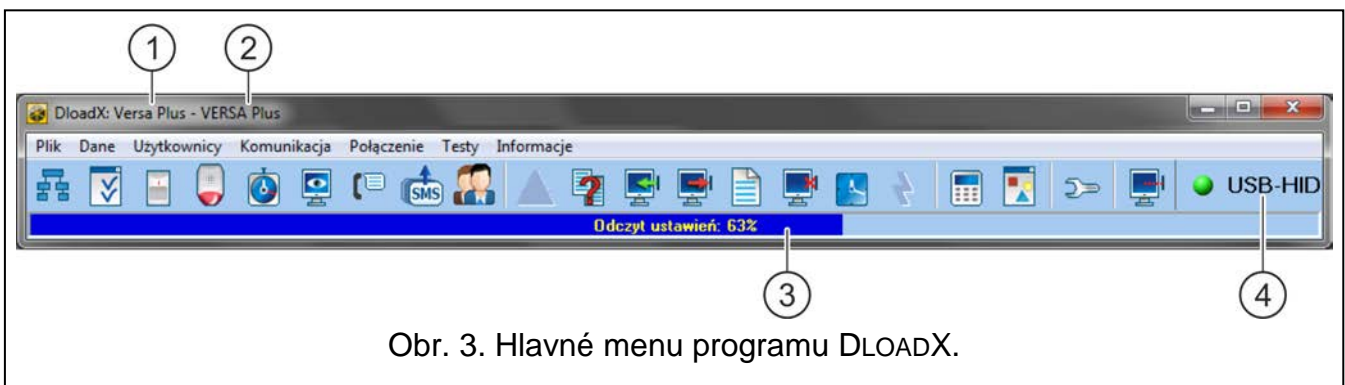 1 2
DloadX: Versa Plus - VERSA Plus
Plik Dane Użytkownicy Komunikacja Połączenie Testy Informacje
SMS USB-HID
Odczyt ustawień: 63%
3 4
Obr. 3. Hlavné menu programu DLOADX.